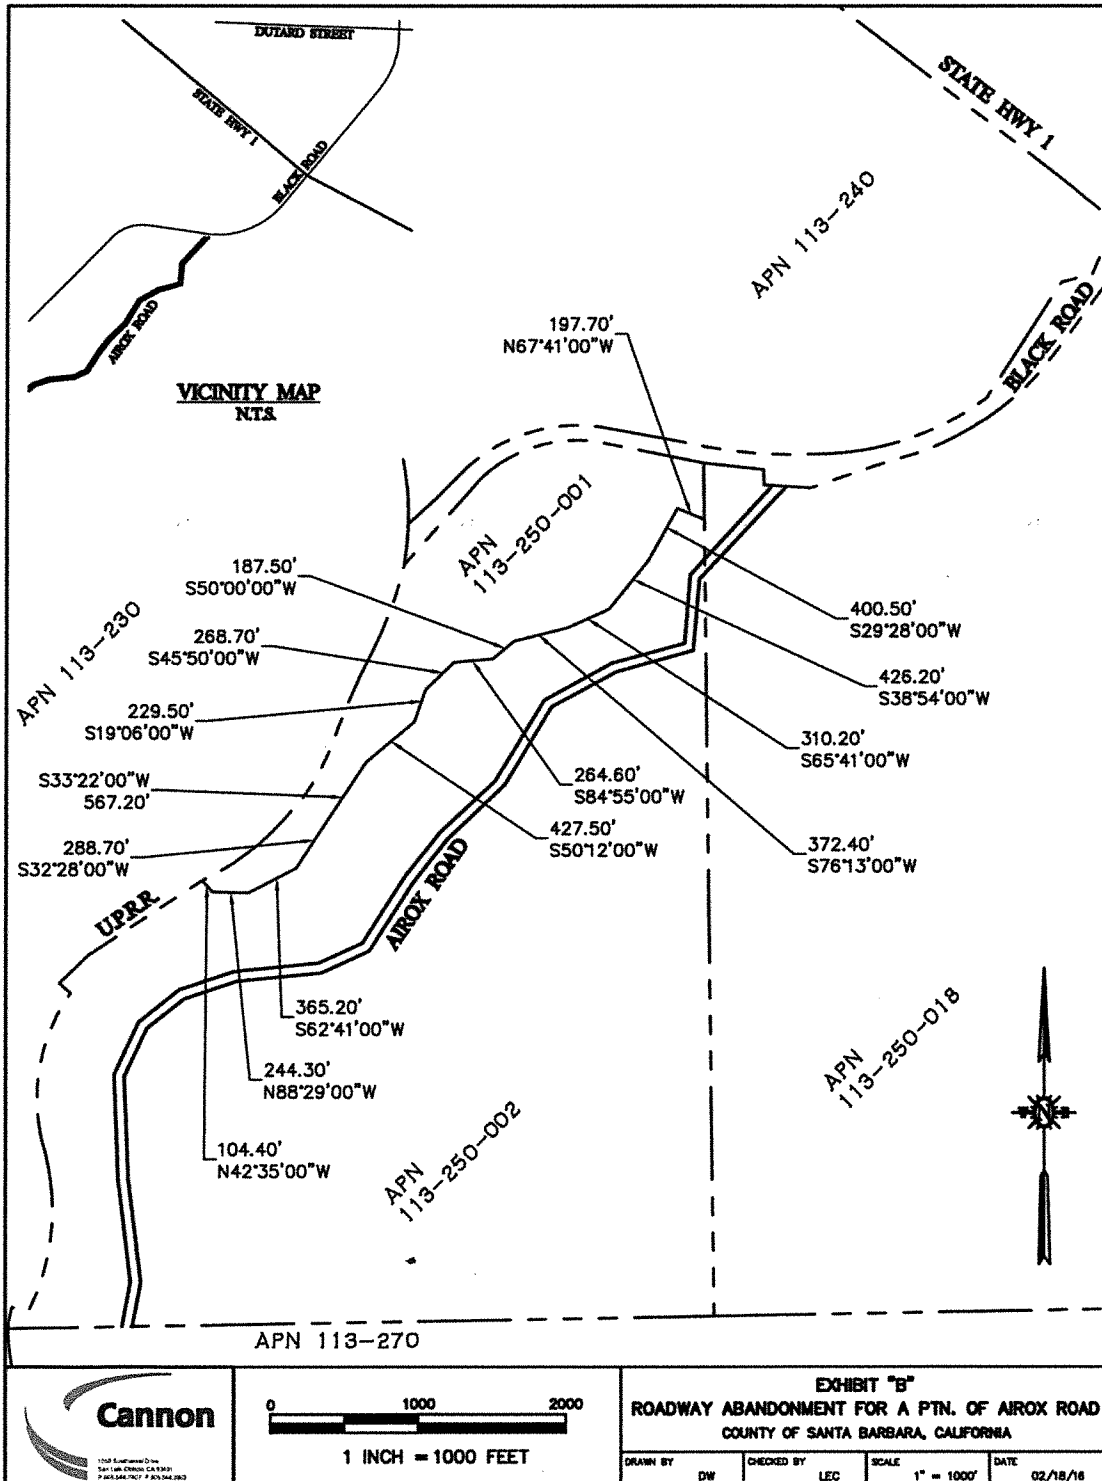 DUTARD STREET
STATE HWY 1
BLACK ROAD
AIROX ROAD
VICINITY MAP
N.T.S.
STATE HWY 1
APN 113-240
BLACK ROAD
197.70'
N67°41'00"W
APN
113-250-001
187.50'
S50°00'00"W
APN 113-230
268.70'
S45°50'00"W
229.50'
S19°06'00"W
S33°22'00"W
567.20'
288.70'
S32°28'00"W
400.50'
S29°28'00"W
426.20'
S38°54'00"W
310.20'
S65°41'00"W
264.60'
S84°55'00"W
427.50'
S50°12'00"W
372.40'
S76°13'00"W
U.P.R.R.
AIROX ROAD
365.20'
S62°41'00"W
244.30'
N88°29'00"W
104.40'
N42°35'00"W
APN
113-250-002
APN
113-250-018
N
APN 113-270
Cannon
San Luis Obispo, CA 93401
0 1000 2000
1 INCH = 1000 FEET
EXHIBIT "B"
ROADWAY ABANDONMENT FOR A PTN. OF AIROX ROAD
COUNTY OF SANTA BARBARA, CALIFORNIA
DRAWN BY
DW
CHECKED BY
LEC
SCALE
1" = 1000'
DATE
02/18/16